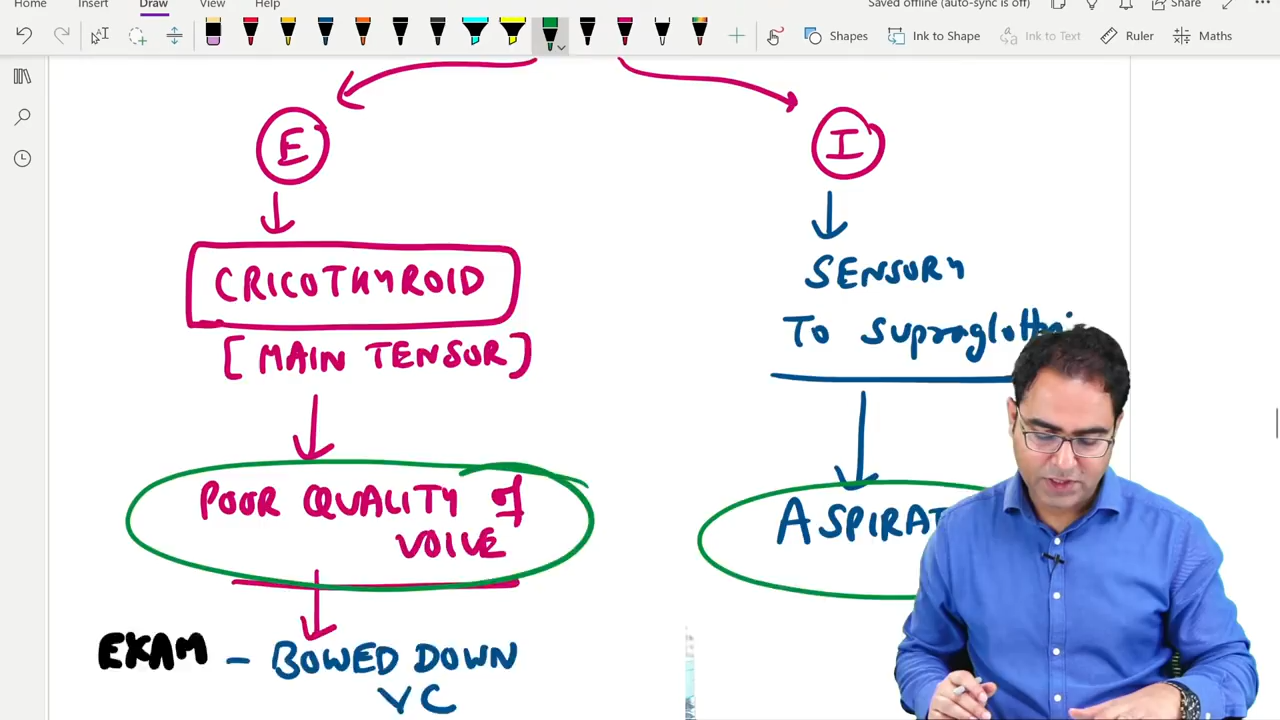 Home Insert Draw View Help Saved offline (auto-sync is off) Share
Shapes Ink to Shape Ink to Text Ruler Maths
E
I
CRICOTHYROID
[MAIN TENSOR]
SENSORY
To
POOR QUALITY of
VOICE
EXAM - BOWED DOWN
VC